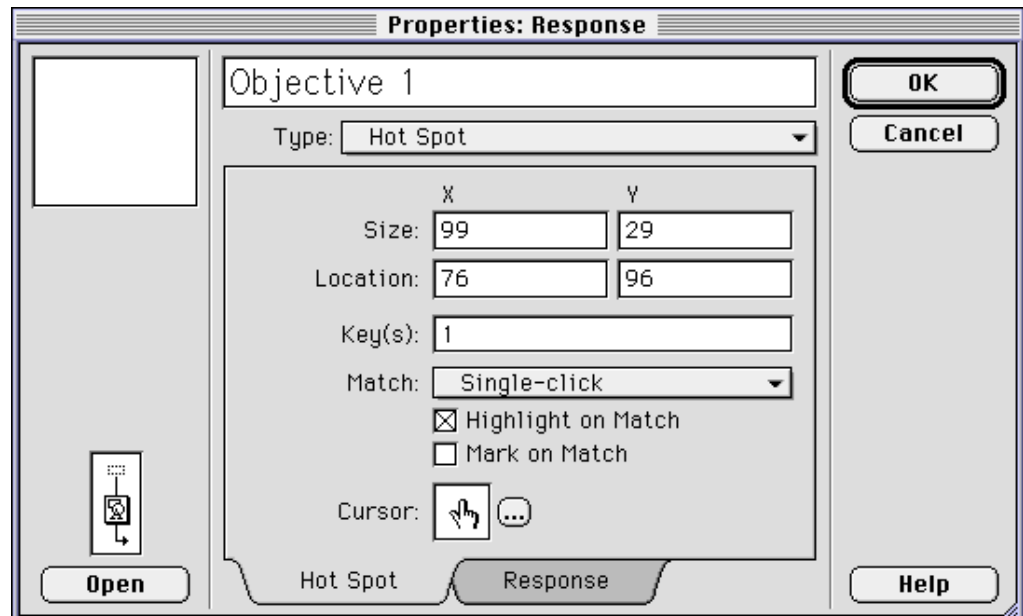 Properties: Response
Objective 1
OK
Type: Hot Spot
Cancel
X Y
Size: 99 29
Location: 76 96
Key(s): 1
Match: Single-click
Highlight on Match
Mark on Match
Cursor: ...
Open
Hot Spot
Response
Help